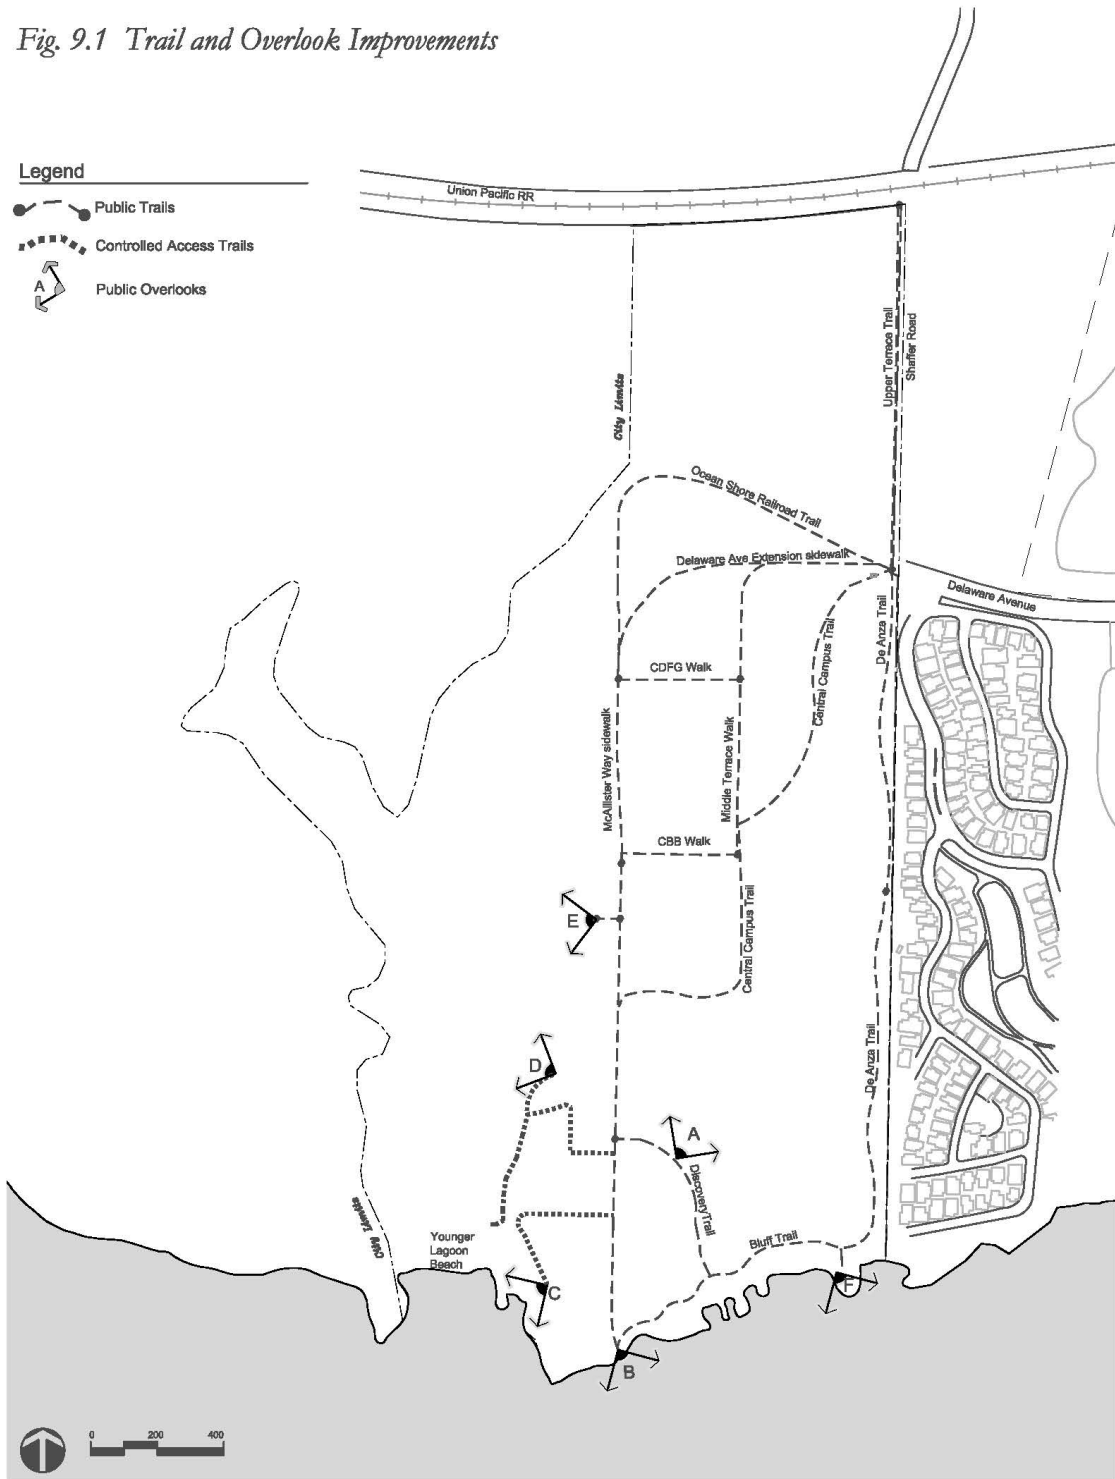 Fig. 9.1 Trail and Overlook Improvements
Legend
Public Trails
Controlled Access Trails
A
Public Overlooks
Union Pacific RR
Upper Terrace Trail
Shaffer Road
City Limits
Ocean Shore Railroad Trail
Delaware Ave Extension sidewalk
Delaware Avenue
De Anza Trail
Central Campus Trail
CDFG Walk
McAllister Way sidewalk
Middle Terrace Walk
CBB Walk
E
Central Campus Trail
De Anza Trail
D
A
DiscoveryTrail
City Limits
Younger
Lagoon
Beach
Bluff Trail
C
F
B
0 200 400